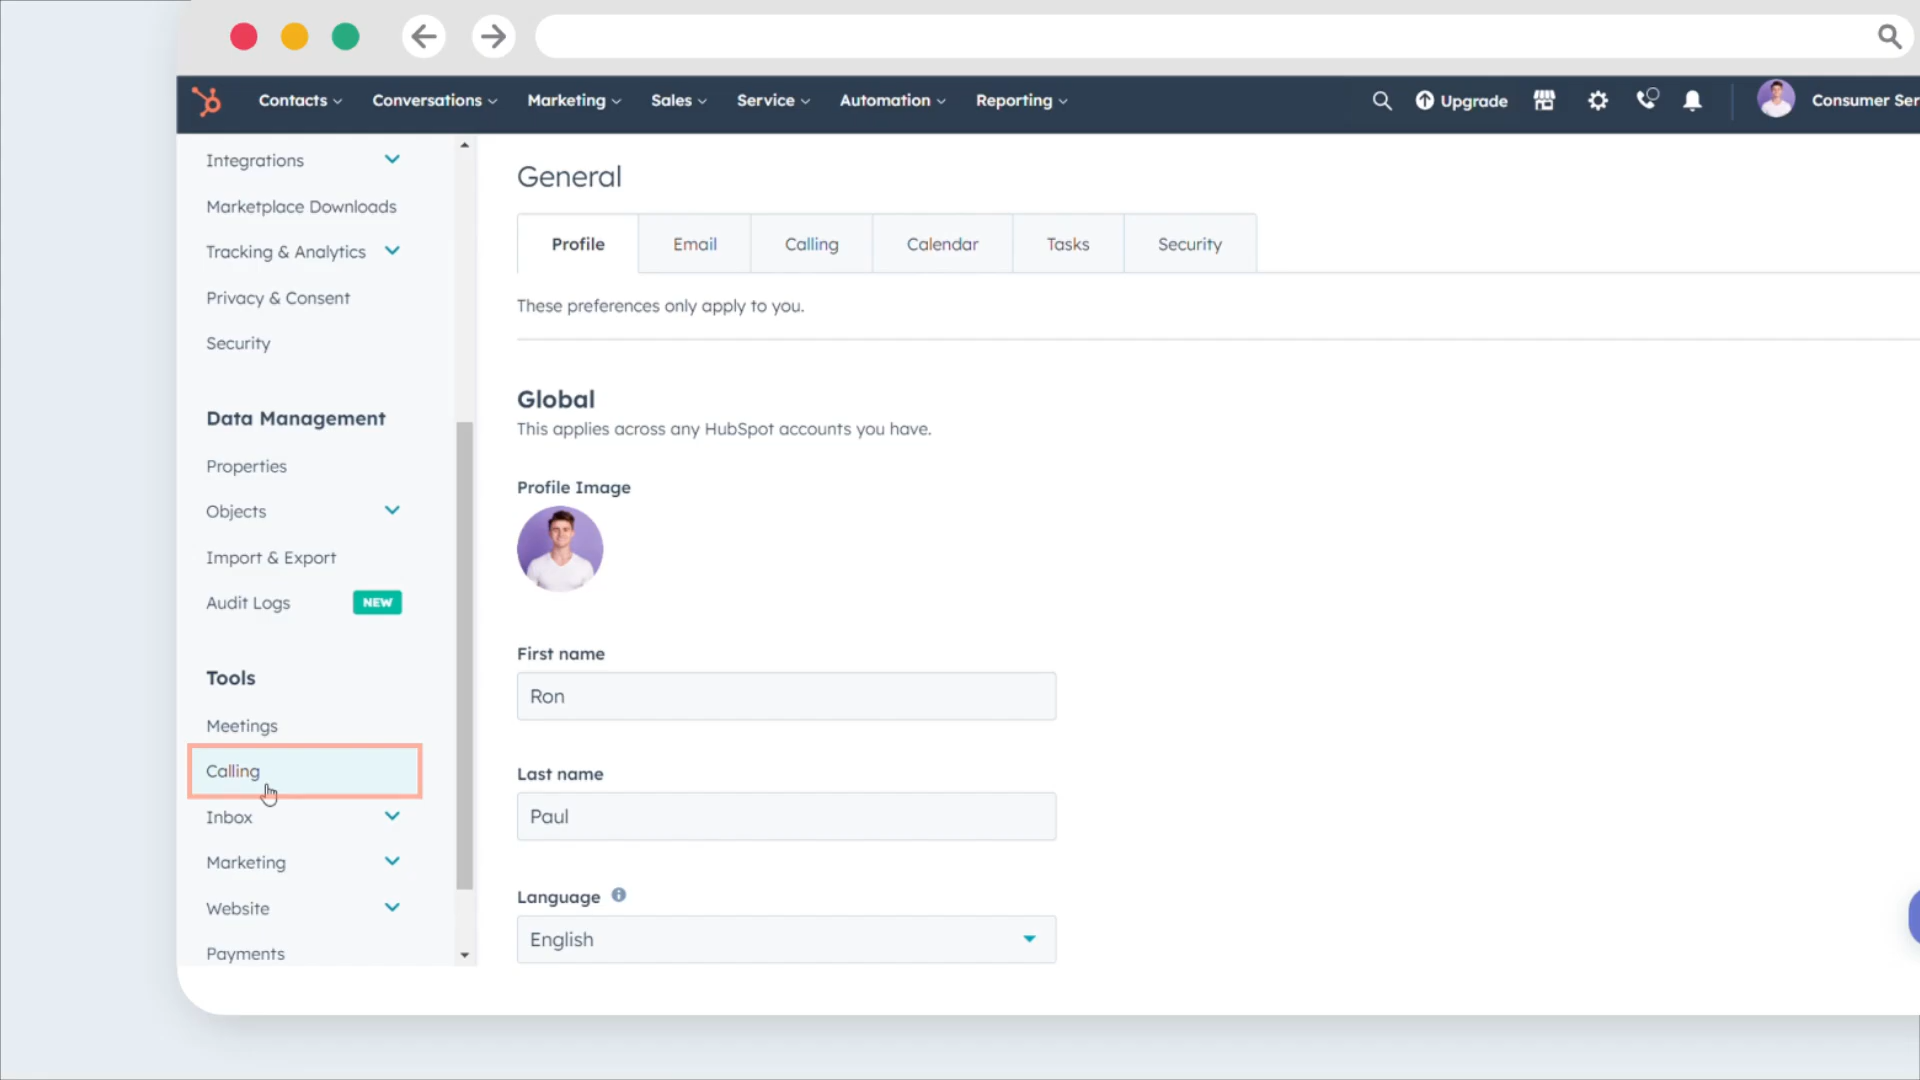 Contacts Conversations Marketing Sales Service Automation Reporting Upgrade Consumer Ser
Integrations
Marketplace Downloads
Tracking & Analytics
Privacy & Consent
Security
Data Management
Properties
Objects
Import & Export
Audit Logs NEW
Tools
Meetings
Calling
Inbox
Marketing
Website
Payments
General
Profile Email Calling Calendar Tasks Security
These preferences only apply to you.
Global
This applies across any HubSpot accounts you have.
Profile Image
First name
Ron
Last name
Paul
Language
English